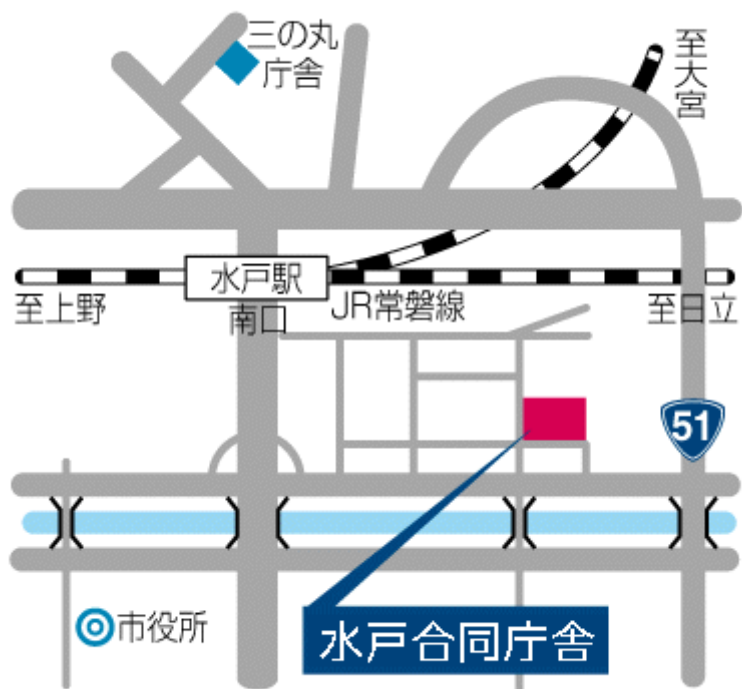 三の丸
庁舎
至大宮
水戸駅
至上野
南口
JR常磐線
至日立
51
市役所
水戸合同庁舎